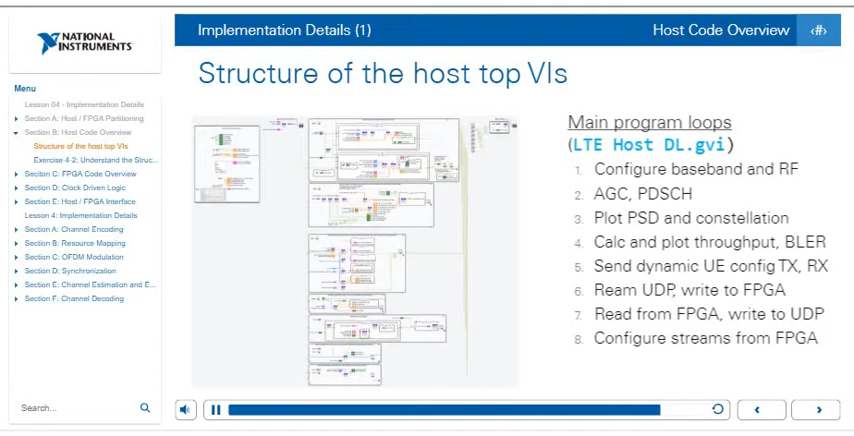 NATIONAL
INSTRUMENTS
Implementation Details (1)
Host Code Overview
‹#›
Menu
Lesson 04 - Implementation Details
Section A: Host / FPGA Partitioning
Section B: Host Code Overview
Structure of the host top VIs
Exercise 4-2: Understand the Struc...
Seciton C: FPGA Code Overview
Section D: Clock Driven Logic
Section E: Host / FPGA Interface
Lesson 4: Implementation Details
Section A: Channel Encoding
Section B: Resource Mapping
Section C: OFDM Modulation
Section D: Synchronization
Section E: Channel Estimation and E...
Section F: Channel Decoding
Search...
Structure of the host top VIs
Main program loops
(LTE Host DL.gvi)
1. Configure baseband and RF
2. AGC, PDSCH
3. Plot PSD and constellation
4. Calc and plot throughput, BLER
5. Send dynamic UE config TX, RX
6. Ream UDP, write to FPGA
7. Read from FPGA, write to UDP
8. Configure streams from FPGA